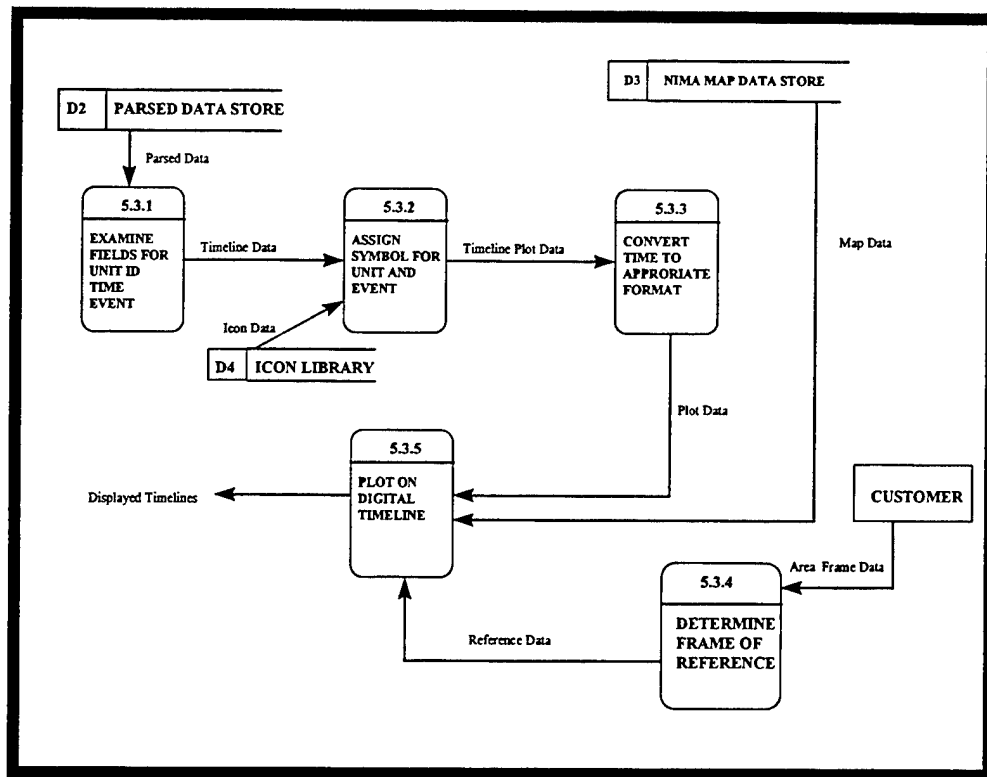 D3 NIMA MAP DATA STORE
D2 PARSED DATA STORE
Parsed Data
5.3.1
EXAMINE
FIELDS FOR
UNIT ID
TIME
EVENT
Timeline Data
5.3.2
ASSIGN
SYMBOL FOR
UNIT AND
EVENT
Timeline Plot Data
5.3.3
CONVERT
TIME TO
APPRORIATE
FORMAT
Map Data
Icon Data
D4 ICON LIBRARY
Plot Data
5.3.5
PLOT ON
DIGITAL
TIMELINE
Displayed Timelines
CUSTOMER
Area Frame Data
5.3.4
DETERMINE
FRAME OF
REFERENCE
Reference Data